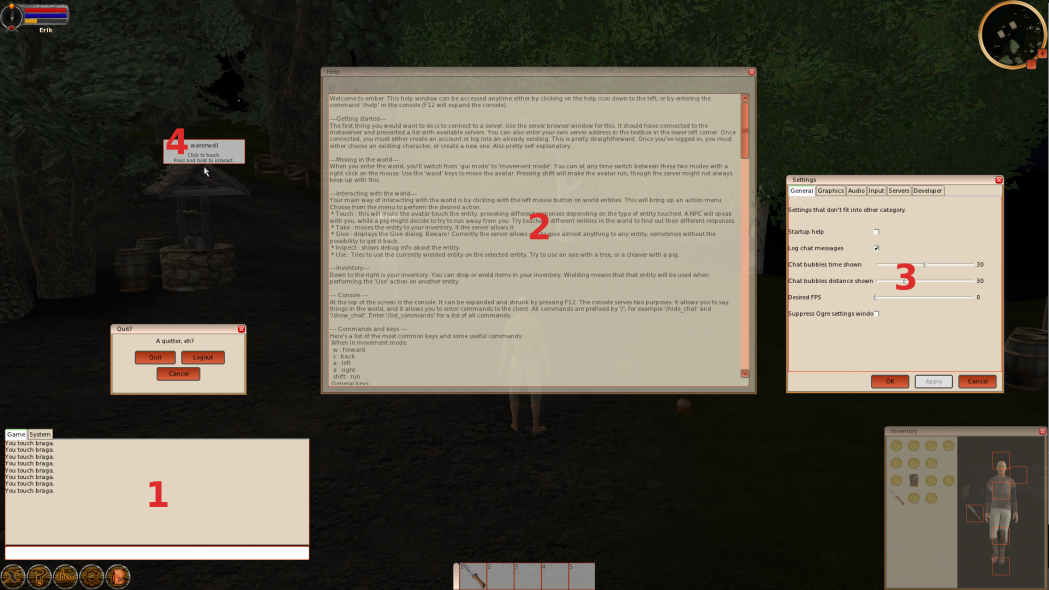 Erik
4
waterwell
Click to touch
Press and hold to interact
Help
Welcome to ember. This help window can be accessed anytime either by clicking on the help icon down to the left, or by entering the
command '/help' in the console (F12 will expand the console).
---Getting started---
The first thing you would want to do is to connect to a server. Use the server browser window for this. It should have connected to the
metaserver and presented a list with available servers. You can also enter your own server address in the textbox in the lower left corner. Once
connected, you must either create an account or log into an already existing. This is pretty straightforward. Once you've logged in, you must
either choose an existing character, or create a new one. Also pretty self explanatory.
---Moving in the world---
When you enter the world, you'll switch from 'gui mode' to 'movement mode'. You can at any time switch between these two modes with a
right click on the mouse. Use the 'wasd' keys to move the avatar. Pressing shift will make the avatar run, though the server might not always
keep up with this.
---Interacting with the world---
Your main way of interacting with the world is by clicking with the left mouse button on world entities. This will bring up an action menu.
Choose from the menu to perform the desired action.
* Touch : this will make the avatar touch the entity, provoking different responses depending on the type of entity touched. A NPC will speak
with you, while a pig might decide to try to run away from you. Try touching different entities in the world to find out their different responses.
* Take : moves the entity to your inventory, it the server allows it.
* Give : displays the Give dialog. Beware! Currently the server allows you to give almost anything to any entity, sometimes without the
possibility to get it back.
* Inspect : shows debug info about the entity.
* Use : Tries to use the currently wielded entity on the selected entity. Try to use an axe with a tree, or a cleaver with a pig.
---Inventory---
Down to the right is your inventory. You can drop or wield items in your inventory. Wielding means that that entity will be used when
performing the 'Use' action on another entity.
--- Console ---
At the top of the screen is the console. It can be expanded and shrunk by pressing F12. The console serves two purposes: it allows you to say
things in the world, and it allows you to enter commands to the client. All commands are prefixed by '/', for example '/hide_chat' and
'/show_chat'. Enter '/list_commands' for a list of all commands.
--- Commands and keys ---
Here's a list of the most common keys and some useful commands:
When in movement mode:
w : forward
s : back
a : left
d : right
shift : run
General keys:
2
Settings
General Graphics Audio Input Servers Developer
Settings that don't fit into other category.
Startup help
Log chat messages
Chat bubbles time shown 30
Chat bubbles distance shown 30
Desired FPS 0
Suppress Ogre settings windo
3
OK Apply Cancel
Quit?
A quitter, eh?
Quit Logout
Cancel
Game System
You touch braga.
You touch braga.
You touch braga.
You touch braga.
You touch braga.
You touch braga.
You touch braga.
You touch braga.
1
Inventory
1 2 3 4 5